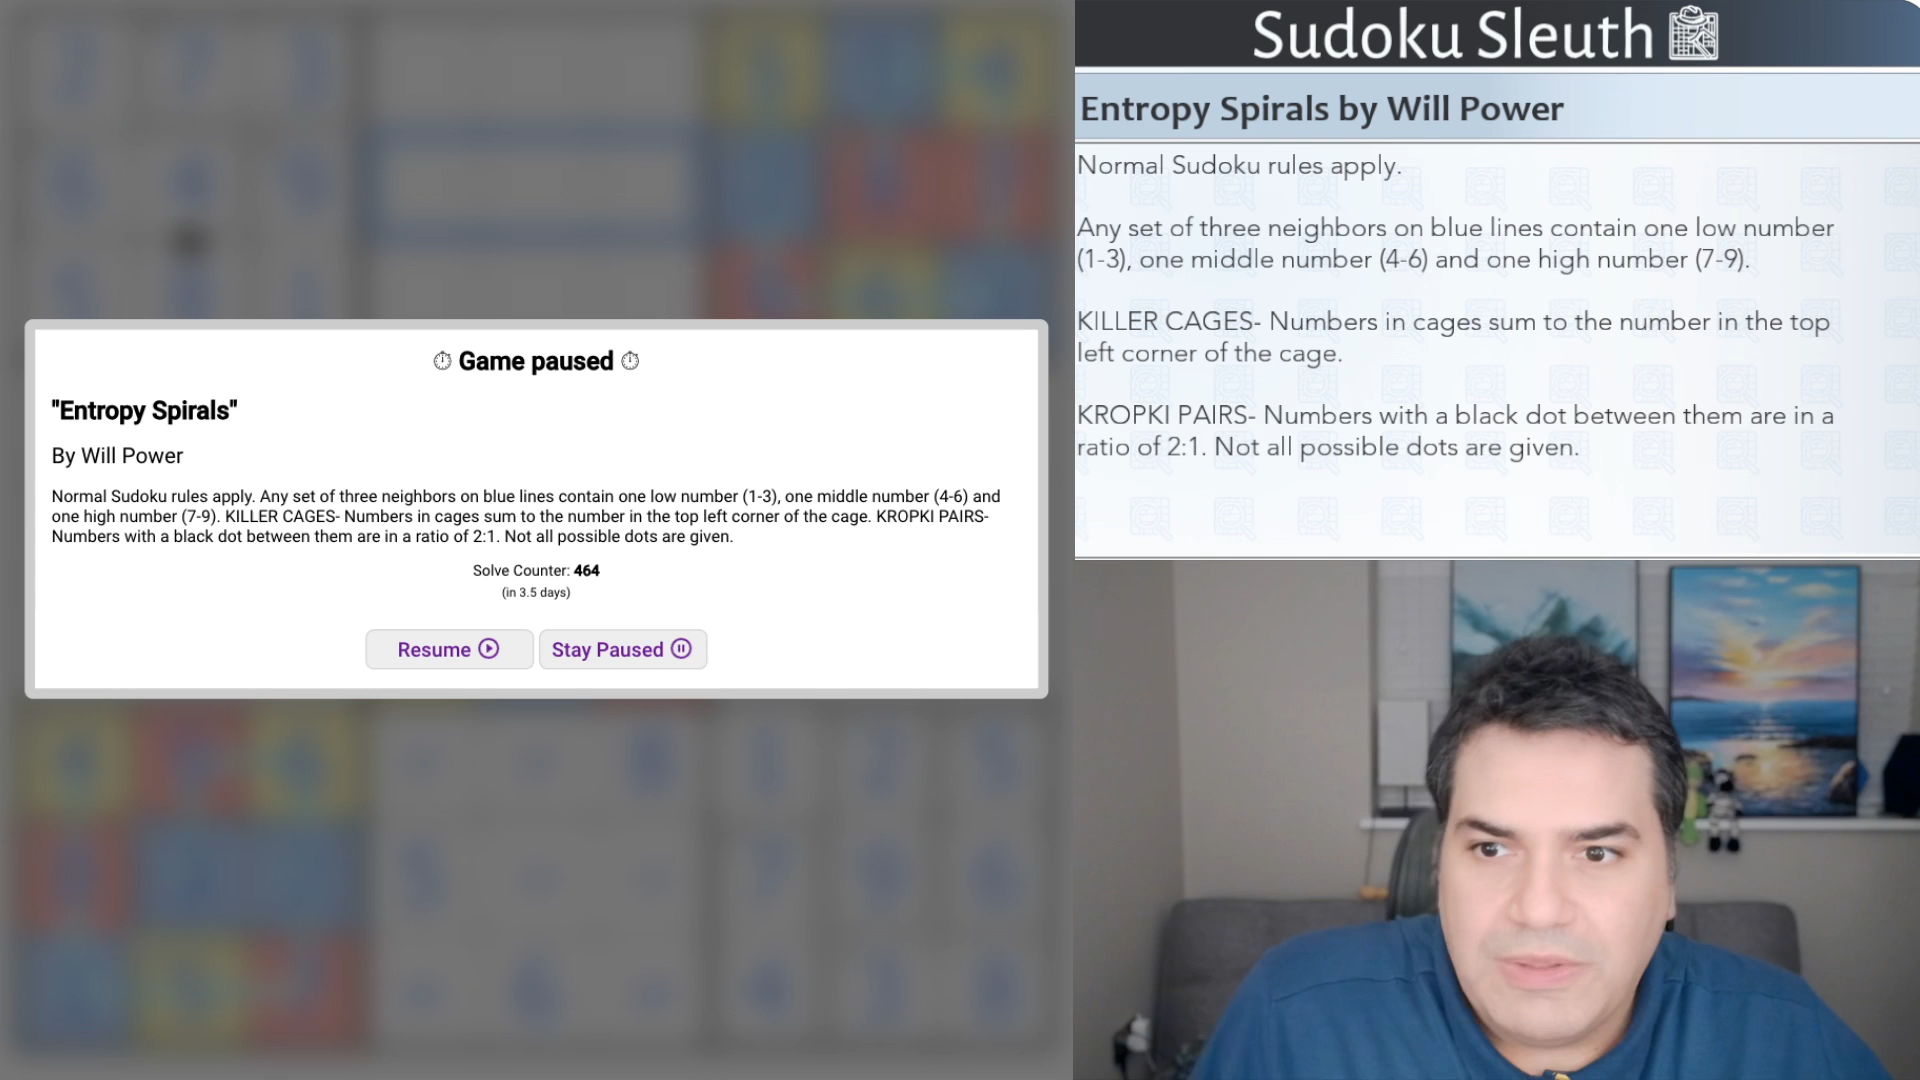 Game paused
"Entropy Spirals"
By Will Power
Normal Sudoku rules apply. Any set of three neighbors on blue lines contain one low number (1-3), one middle number (4-6) and
one high number (7-9). KILLER CAGES- Numbers in cages sum to the number in the top left corner of the cage. KROPKI PAIRS-
Numbers with a black dot between them are in a ratio of 2:1. Not all possible dots are given.
Solve Counter: 464
(in 3.5 days)
Resume
Stay Paused
Sudoku Sleuth
Entropy Spirals by Will Power
Normal Sudoku rules apply.
Any set of three neighbors on blue lines contain one low number
(1-3), one middle number (4-6) and one high number (7-9).
KILLER CAGES- Numbers in cages sum to the number in the top
left corner of the cage.
KROPKI PAIRS- Numbers with a black dot between them are in a
ratio of 2:1. Not all possible dots are given.